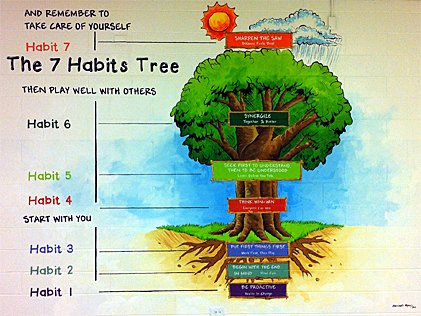 AND REMEMBER TO
TAKE CARE OF YOURSELF
Habit 7
SHARPEN THE SAW
Balance Feels Best
The 7 Habits Tree
THEN PLAY WELL WITH OTHERS
Habit 6
SYNERGIZE
Together Is Better
Habit 5
SEEK FIRST TO UNDERSTAND
THEN TO BE UNDERSTOOD
Listen Before You Talk
Habit 4
THINK WIN-WIN
Everyone Can Win
START WITH YOU
Habit 3
PUT FIRST THINGS FIRST
Work First, Then Play
Habit 2
BEGIN WITH THE END
IN MIND
Habit 1
BE PROACTIVE
You're In Charge